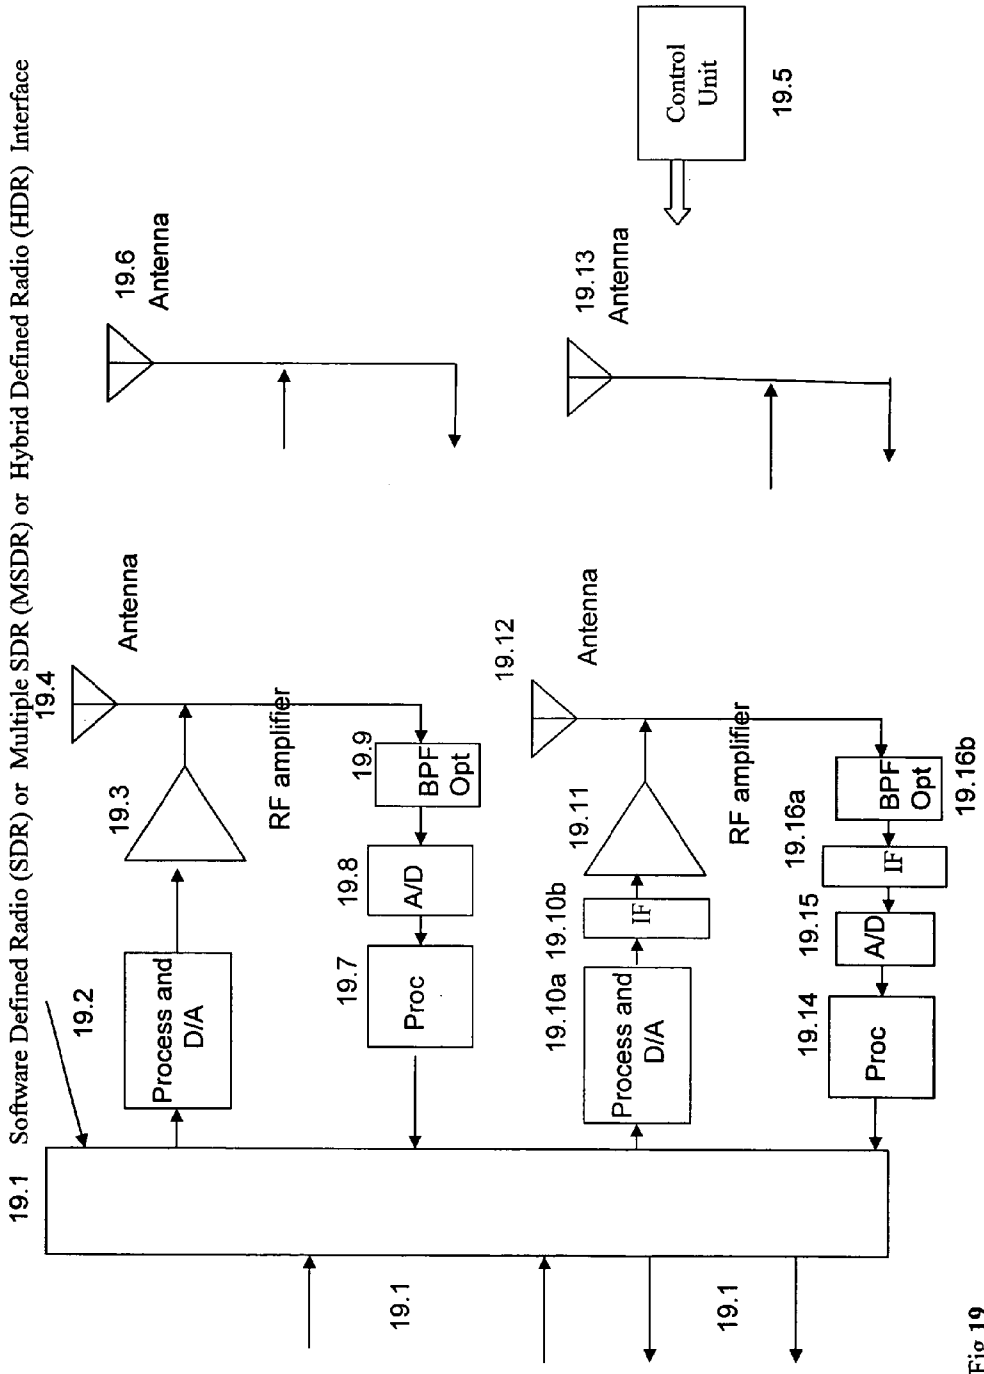 19.1 Software Defined Radio (SDR) or Multiple SDR (MSDR) or Hybrid Defined Radio (HDR) Interface
19.4
Antenna
19.6
Antenna
19.3
RF amplifier
19.2
Process and
D/A
19.9
BPF
Opt
19.8
A/D
19.7
Proc
19.1
19.12
Antenna
19.13
Antenna
Control
Unit
19.5
19.11
RF amplifier
19.10b
IF
19.10a
Process and
D/A
19.16b
BPF
Opt
19.16a
IF
19.15
A/D
19.14
Proc
19.1
Fig 19